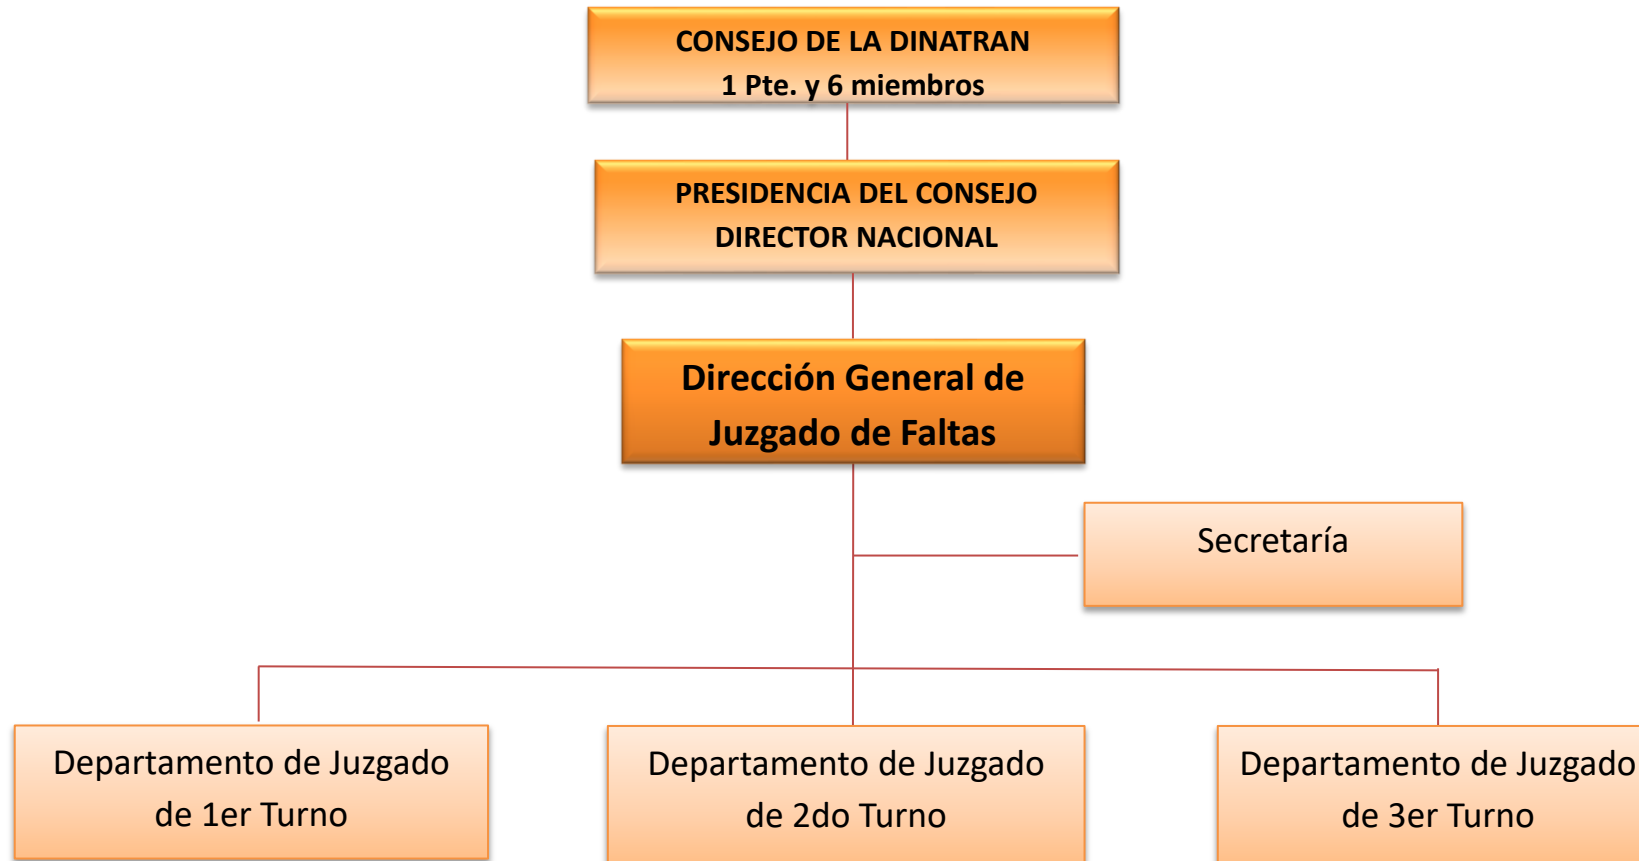 CONSEJO DE LA DINATRAN
1 Pte. y 6 miembros
PRESIDENCIA DEL CONSEJO
DIRECTOR NACIONAL
Dirección General de
Juzgado de Faltas
Secretaría
Departamento de Juzgado
de 1er Turno
Departamento de Juzgado
de 2do Turno
Departamento de Juzgado
de 3er Turno